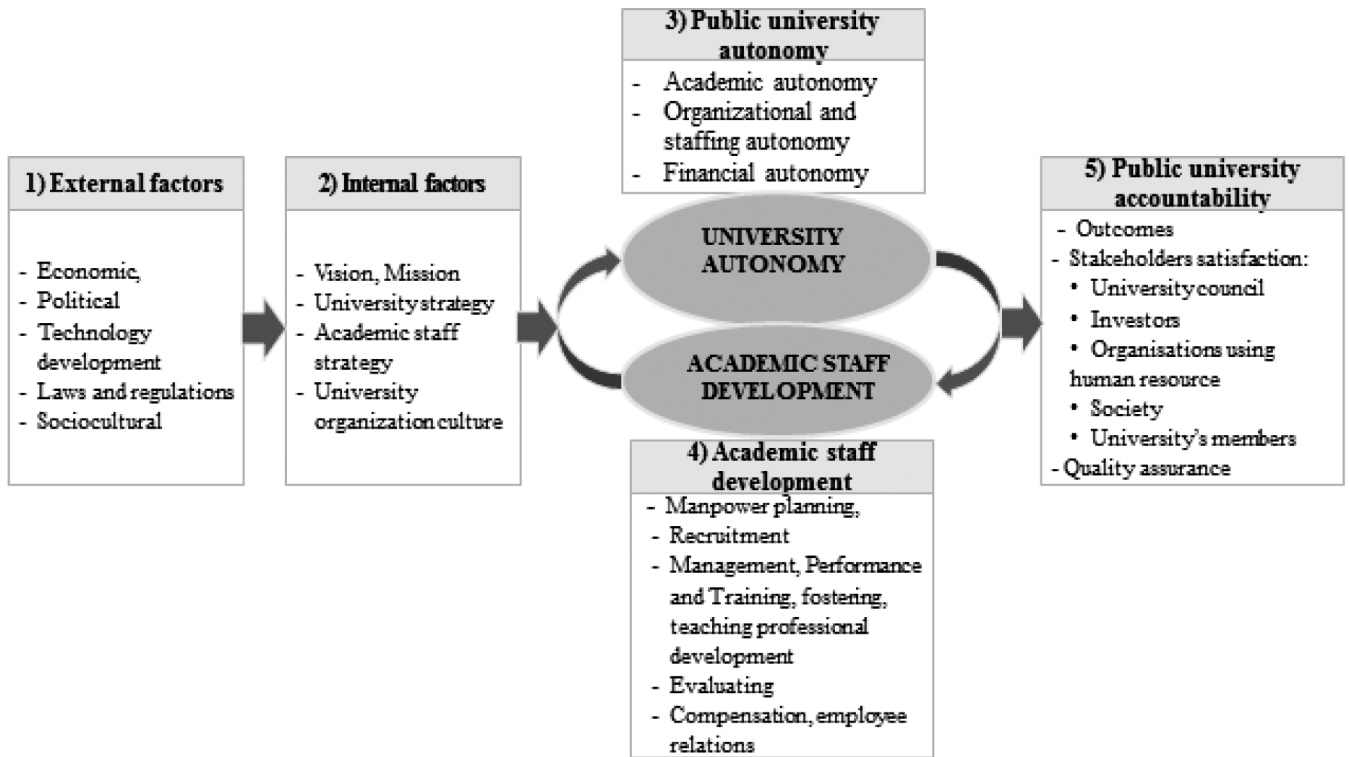 1) External factors
- Economic,
- Political
- Technology
development
- Laws and regulations
- Sociocultural
2) Internal factors
- Vision, Mission
- University strategy
- Academic staff
strategy
- University
organization culture
3) Public university
autonomy
- Academic autonomy
- Organizational and
staffing autonomy
- Financial autonomy
UNIVERSITY
AUTONOMY
ACADEMIC STAFF
DEVELOPMENT
4) Academic staff
development
- Manpower planning,
- Recruitment
- Management, Performance
and Training, fostering,
teaching professional
development
- Evaluating
- Compensation, employee
relations
5) Public university
accountability
- Outcomes
- Stakeholders satisfaction:
• University council
• Investors
• Organisations using
human resource
• Society
• University's members
- Quality assurance